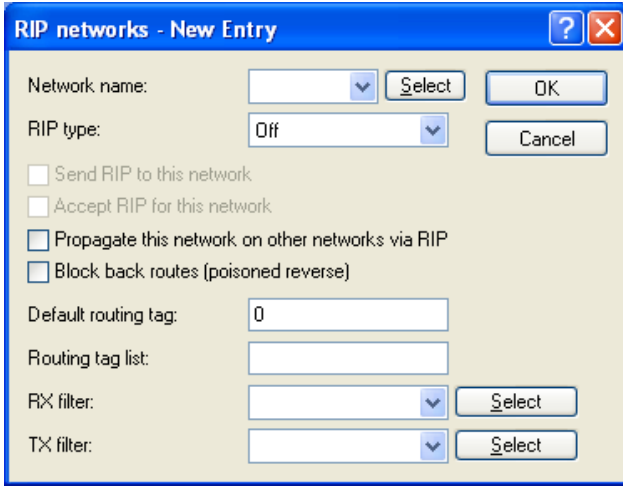 RIP networks - New Entry
Network name:
Select
OK
RIP type:
Off
Cancel
Send RIP to this network
Accept RIP for this network
Propagate this network on other networks via RIP
Block back routes (poisoned reverse)
Default routing tag:
0
Routing tag list:
RX filter:
Select
TX filter:
Select